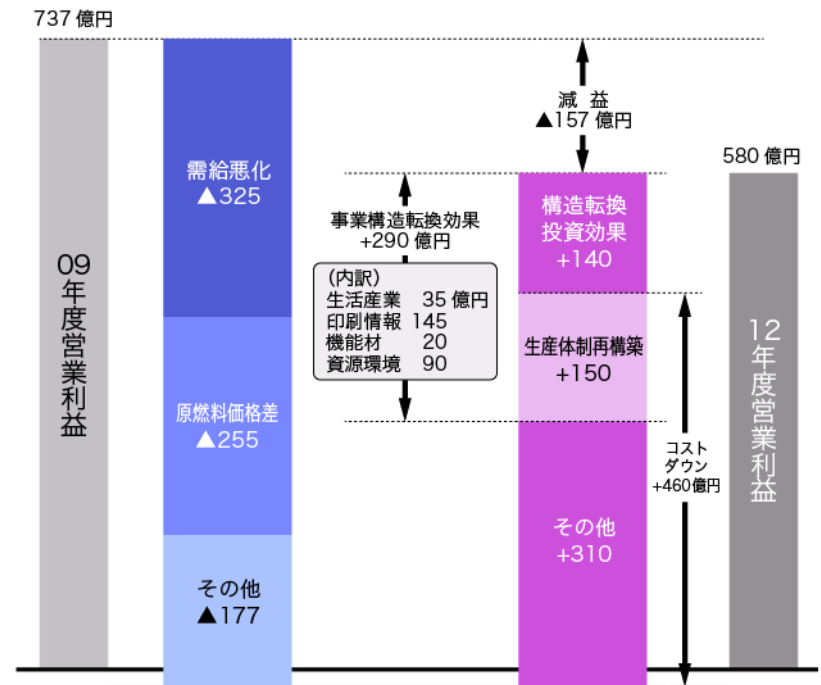 737 億円
09年度営業利益
需給悪化
▲325
原燃料価格差
▲255
その他
▲177
事業構造転換効果
+290 億円
(内訳)
生活産業 35 億円
印刷情報 145
機能材 20
資源環境 90
減 益
▲157 億円
構造転換
投資効果
+140
生産体制再構築
+150
その他
+310
コスト
ダウン
+460億円
580 億円
12年度営業利益